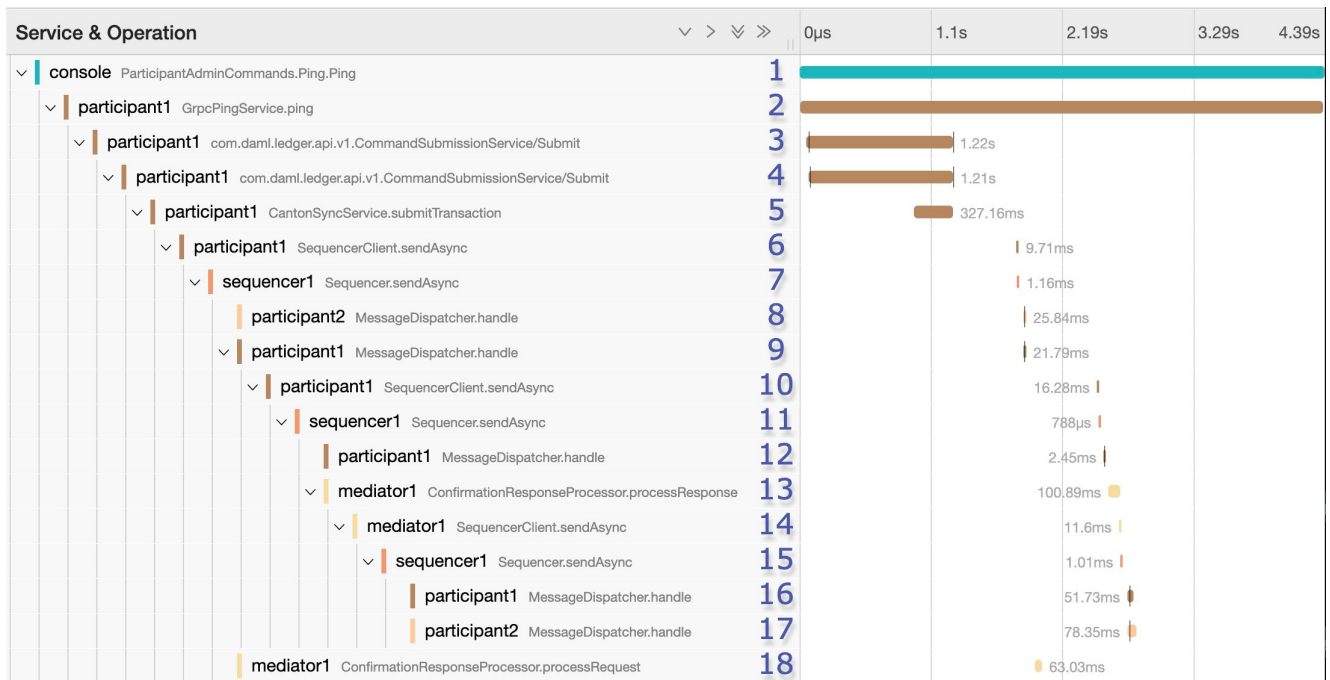 Service & Operation 0μs 1.1s 2.19s 3.29s 4.39s
console ParticipantAdminCommands.Ping.Ping 1
participant1 GrpcPingService.ping 2
participant1 com.daml.ledger.api.v1.CommandSubmissionService/Submit 3 1.22s
participant1 com.daml.ledger.api.v1.CommandSubmissionService/Submit 4 1.21s
participant1 CantonSyncService.submitTransaction 5 327.16ms
participant1 SequencerClient.sendAsync 6 9.71ms
sequencer1 Sequencer.sendAsync 7 1.16ms
participant2 MessageDispatcher.handle 8 25.84ms
participant1 MessageDispatcher.handle 9 21.79ms
participant1 SequencerClient.sendAsync 10 16.28ms
sequencer1 Sequencer.sendAsync 11 788μs
participant1 MessageDispatcher.handle 12 2.45ms
mediator1 ConfirmationResponseProcessor.processResponse 13 100.89ms
mediator1 SequencerClient.sendAsync 14 11.6ms
sequencer1 Sequencer.sendAsync 15 1.01ms
participant1 MessageDispatcher.handle 16 51.73ms
participant2 MessageDispatcher.handle 17 78.35ms
mediator1 ConfirmationResponseProcessor.processRequest 18 63.03ms